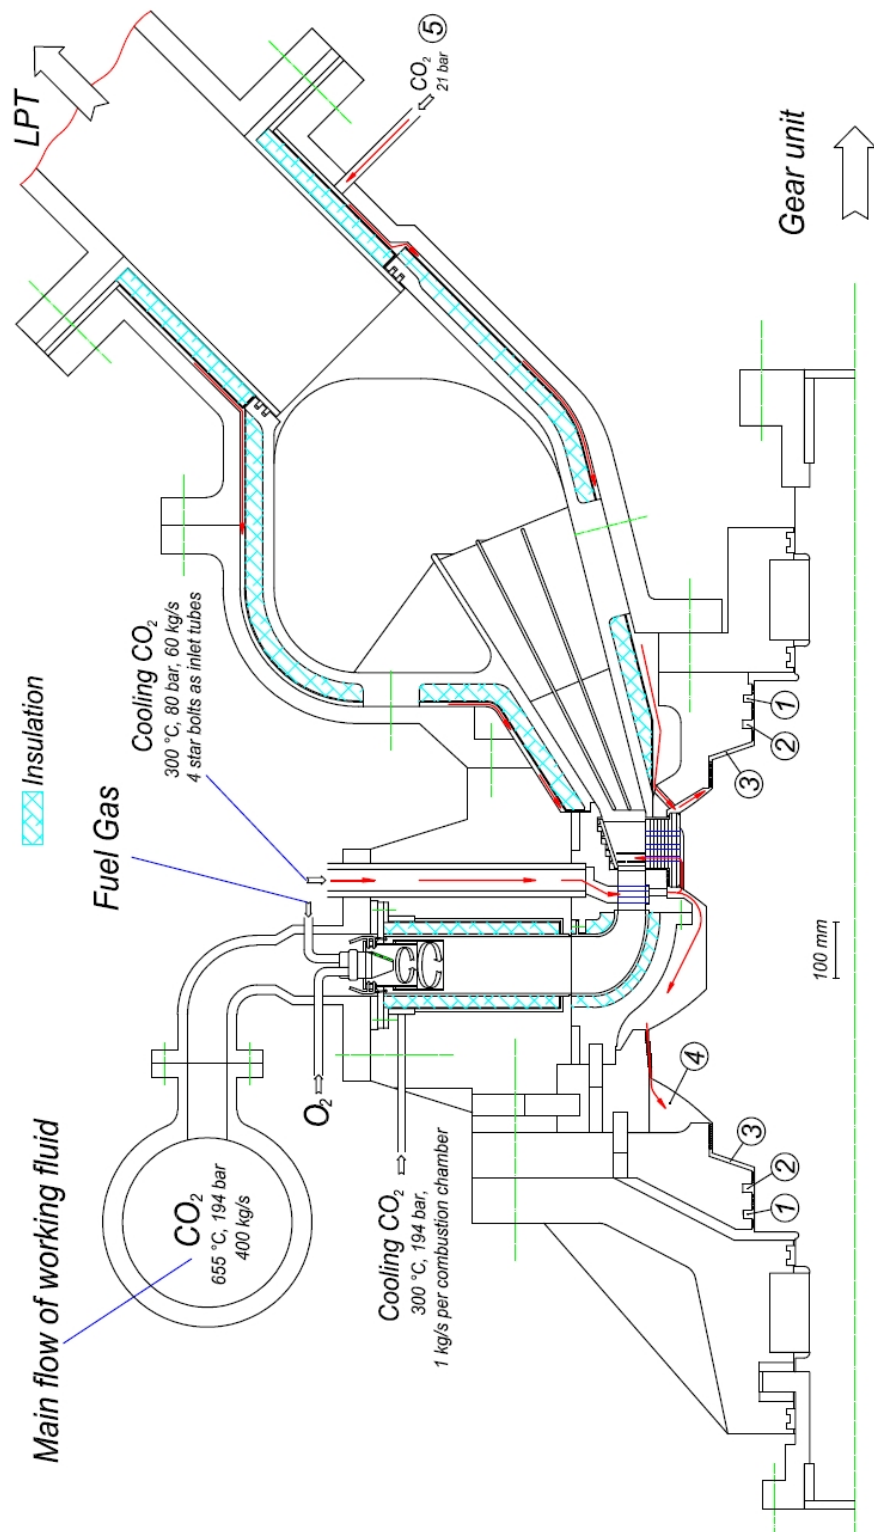 Main flow of working fluid
CO₂
655 °C, 194 bar
400 kg/s
Fuel Gas
Insulation
Cooling CO₂
300 °C, 80 bar, 60 kg/s
4 star bolts as inlet tubes
LPT
CO₂ 5
21 bar
O₂
Cooling CO₂
300 °C, 194 bar,
1 kg/s per combustion chamber
1
2
3
4
3
2
1
100 mm
Gear unit